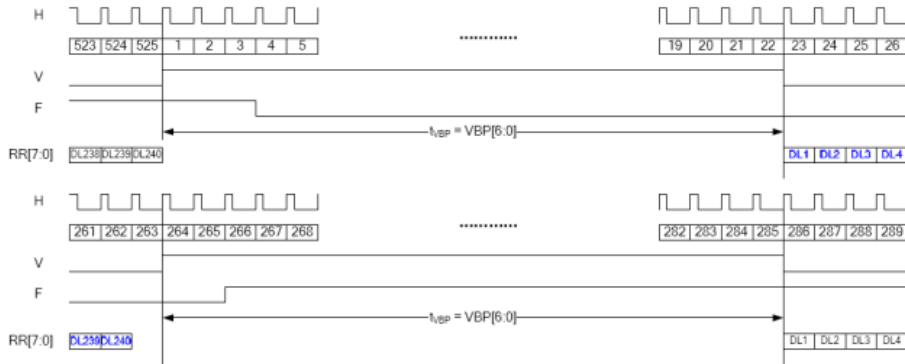 H
523 524 525 1 2 3 4 5 ............ 19 20 21 22 23 24 25 26
V
F
tVBP = VBP[6:0]
RR[7:0] DL238 DL239 DL240 DL1 DL2 DL3 DL4
H
261 262 263 264 265 266 267 268 ............ 282 283 284 285 286 287 288 289
V
F
tVBP = VBP[6:0]
RR[7:0] DL239 DL240 DL1 DL2 DL3 DL4